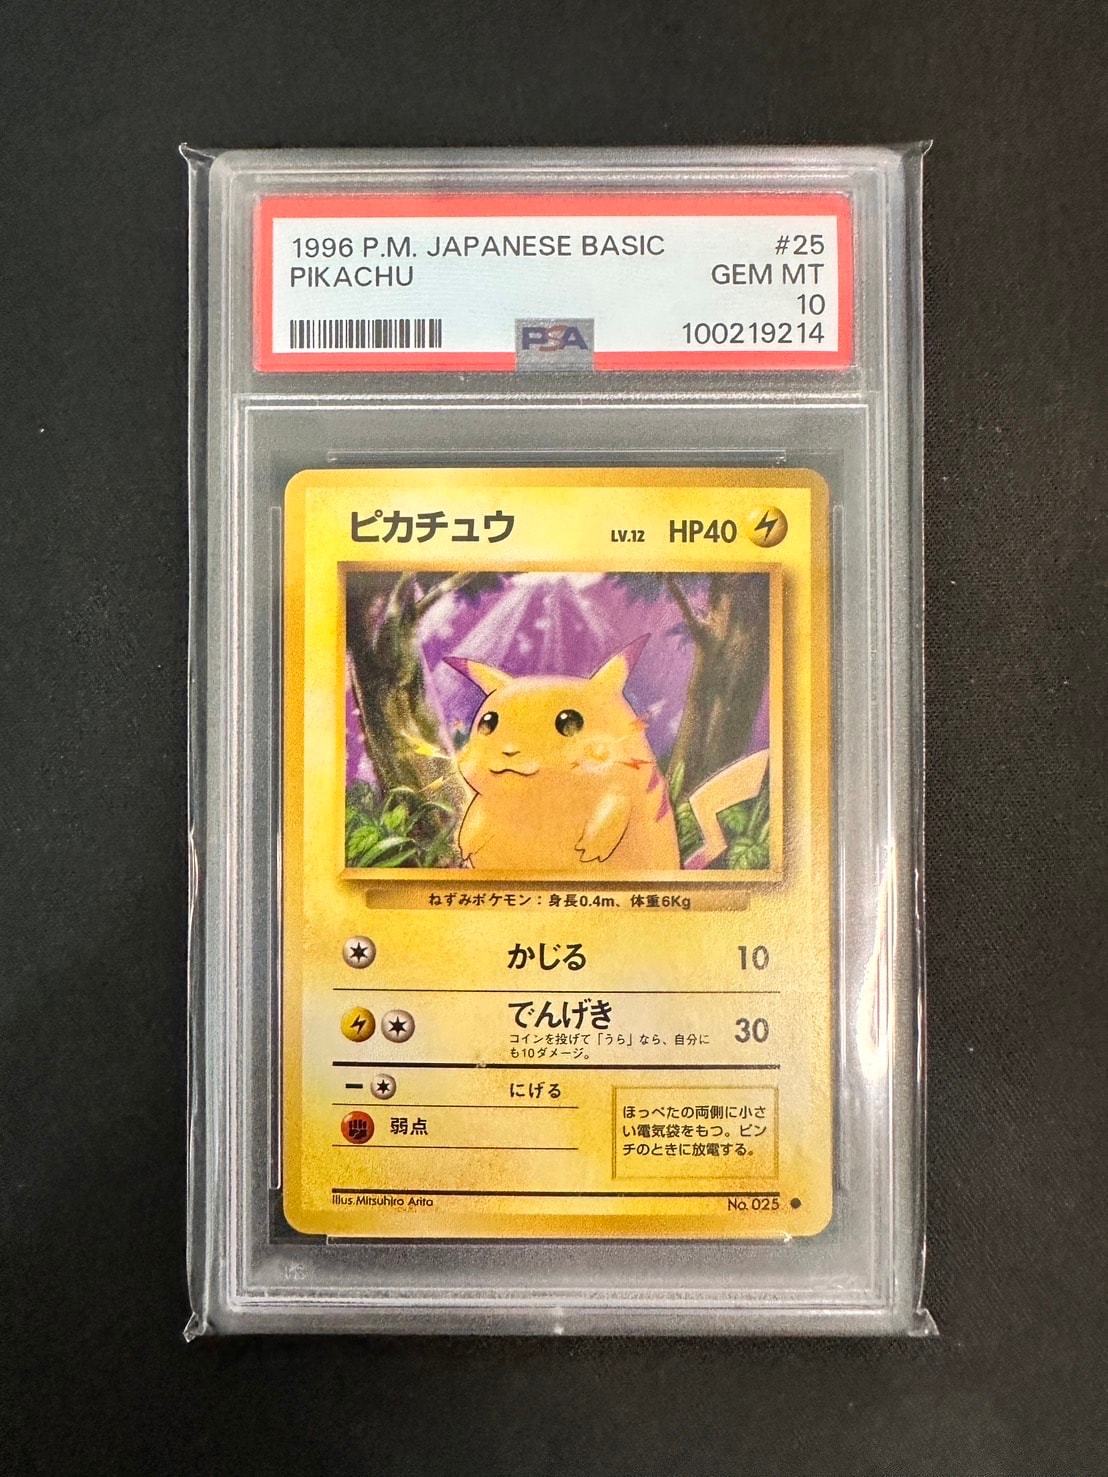 1996 P.M. JAPANESE BASIC #25
PIKACHU GEM MT
10
PSA 100219214
ピカチュウ LV.12 HP40
ねずみポケモン：身長0.4m、体重6Kg
かじる 10
でんげき 30
コインを投げて「うら」なら、自分に
も10ダメージ。
にげる
弱点
ほっぺたの両側に小さ
い電気袋をもつ。ピン
チのときに放電する。
Illus.Mitsuhiro Arita No.025 ●